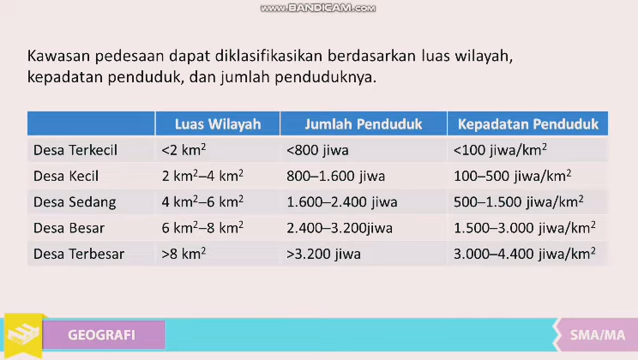 www.BANDICAM.com
Kawasan pedesaan dapat diklasifikasikan berdasarkan luas wilayah,
kepadatan penduduk, dan jumlah penduduknya.
Luas Wilayah Jumlah Penduduk Kepadatan Penduduk
Desa Terkecil <2 km² <800 jiwa <100 jiwa/km²
Desa Kecil 2 km²–4 km² 800–1.600 jiwa 100–500 jiwa/km²
Desa Sedang 4 km²–6 km² 1.600–2.400 jiwa 500–1.500 jiwa/km²
Desa Besar 6 km²–8 km² 2.400–3.200jiwa 1.500–3.000 jiwa/km²
Desa Terbesar >8 km² >3.200 jiwa 3.000–4.400 jiwa/km²
GEOGRAFI SMA/MA